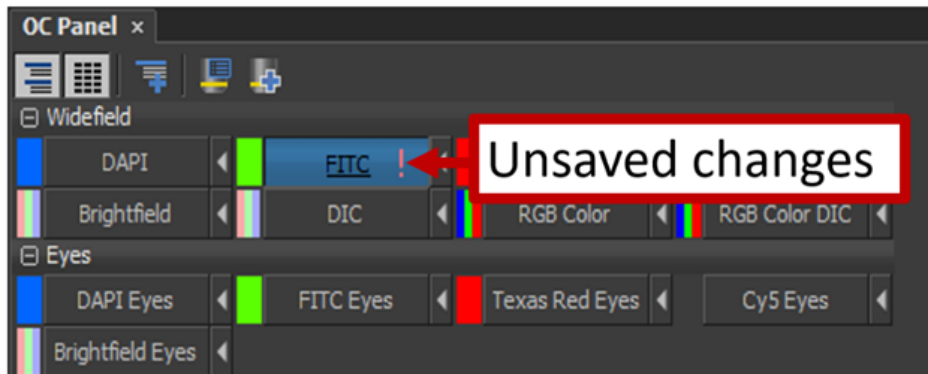 OC Panel ×
Widefield
DAPI FITC ! Unsaved changes
Brightfield DIC RGB Color RGB Color DIC
Eyes
DAPI Eyes FITC Eyes Texas Red Eyes Cy5 Eyes
Brightfield Eyes